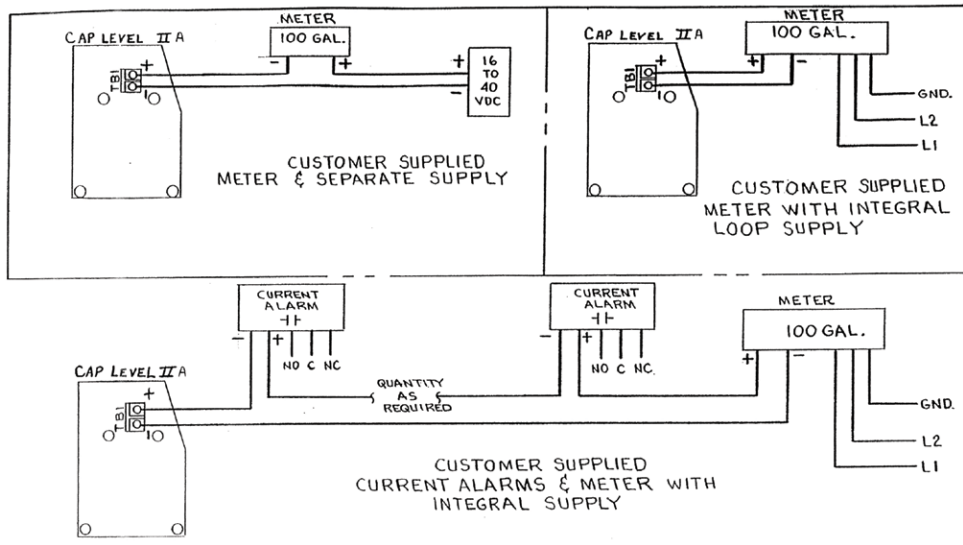 CAP LEVEL II A
METER
100 GAL.
- +
+
TB1
-
+
-
16
TO
40
VDC
CUSTOMER SUPPLIED
METER & SEPARATE SUPPLY
CAP LEVEL II A
METER
100 GAL.
+ -
+
TB1
-
GND.
L2
L1
CUSTOMER SUPPLIED
METER WITH INTEGRAL
LOOP SUPPLY
CURRENT
ALARM
- +
NO C NC
QUANTITY
AS
REQUIRED
CURRENT
ALARM
- +
NO C NC.
METER
100 GAL.
+ -
GND.
L2
L1
CAP LEVEL II A
+
TB1
-
CUSTOMER SUPPLIED
CURRENT ALARMS & METER WITH
INTEGRAL SUPPLY